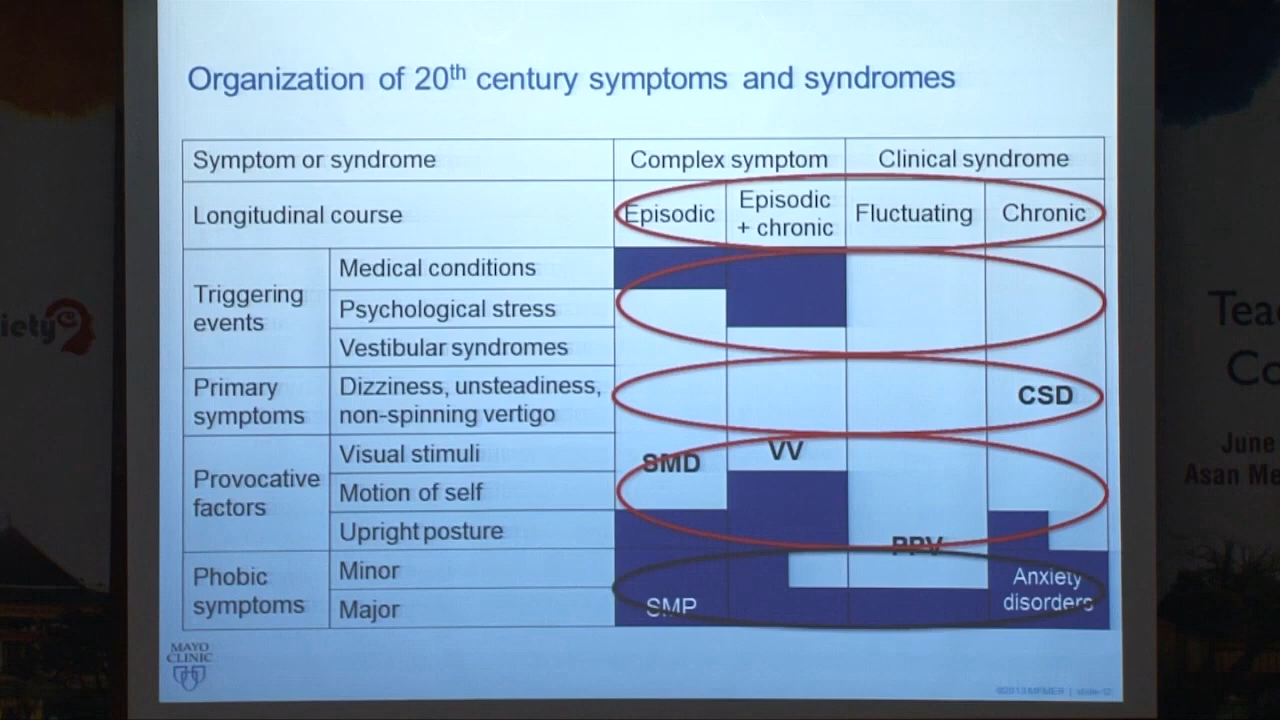 Organization of 20th century symptoms and syndromes
Symptom or syndrome
Complex symptom
Clinical syndrome
Longitudinal course
Episodic
Episodic
+ chronic
Fluctuating
Chronic
Triggering
events
Medical conditions
Psychological stress
Vestibular syndromes
Primary
symptoms
Dizziness, unsteadiness,
non-spinning vertigo
CSD
Provocative
factors
Visual stimuli
SMD
VV
Motion of self
Upright posture
PPV
Phobic
symptoms
Minor
Major
SMP
Anxiety
disorders
MAYO
CLINIC
©2013 MFMER | slide-12
iety
Tea
Co
June
Asan Me